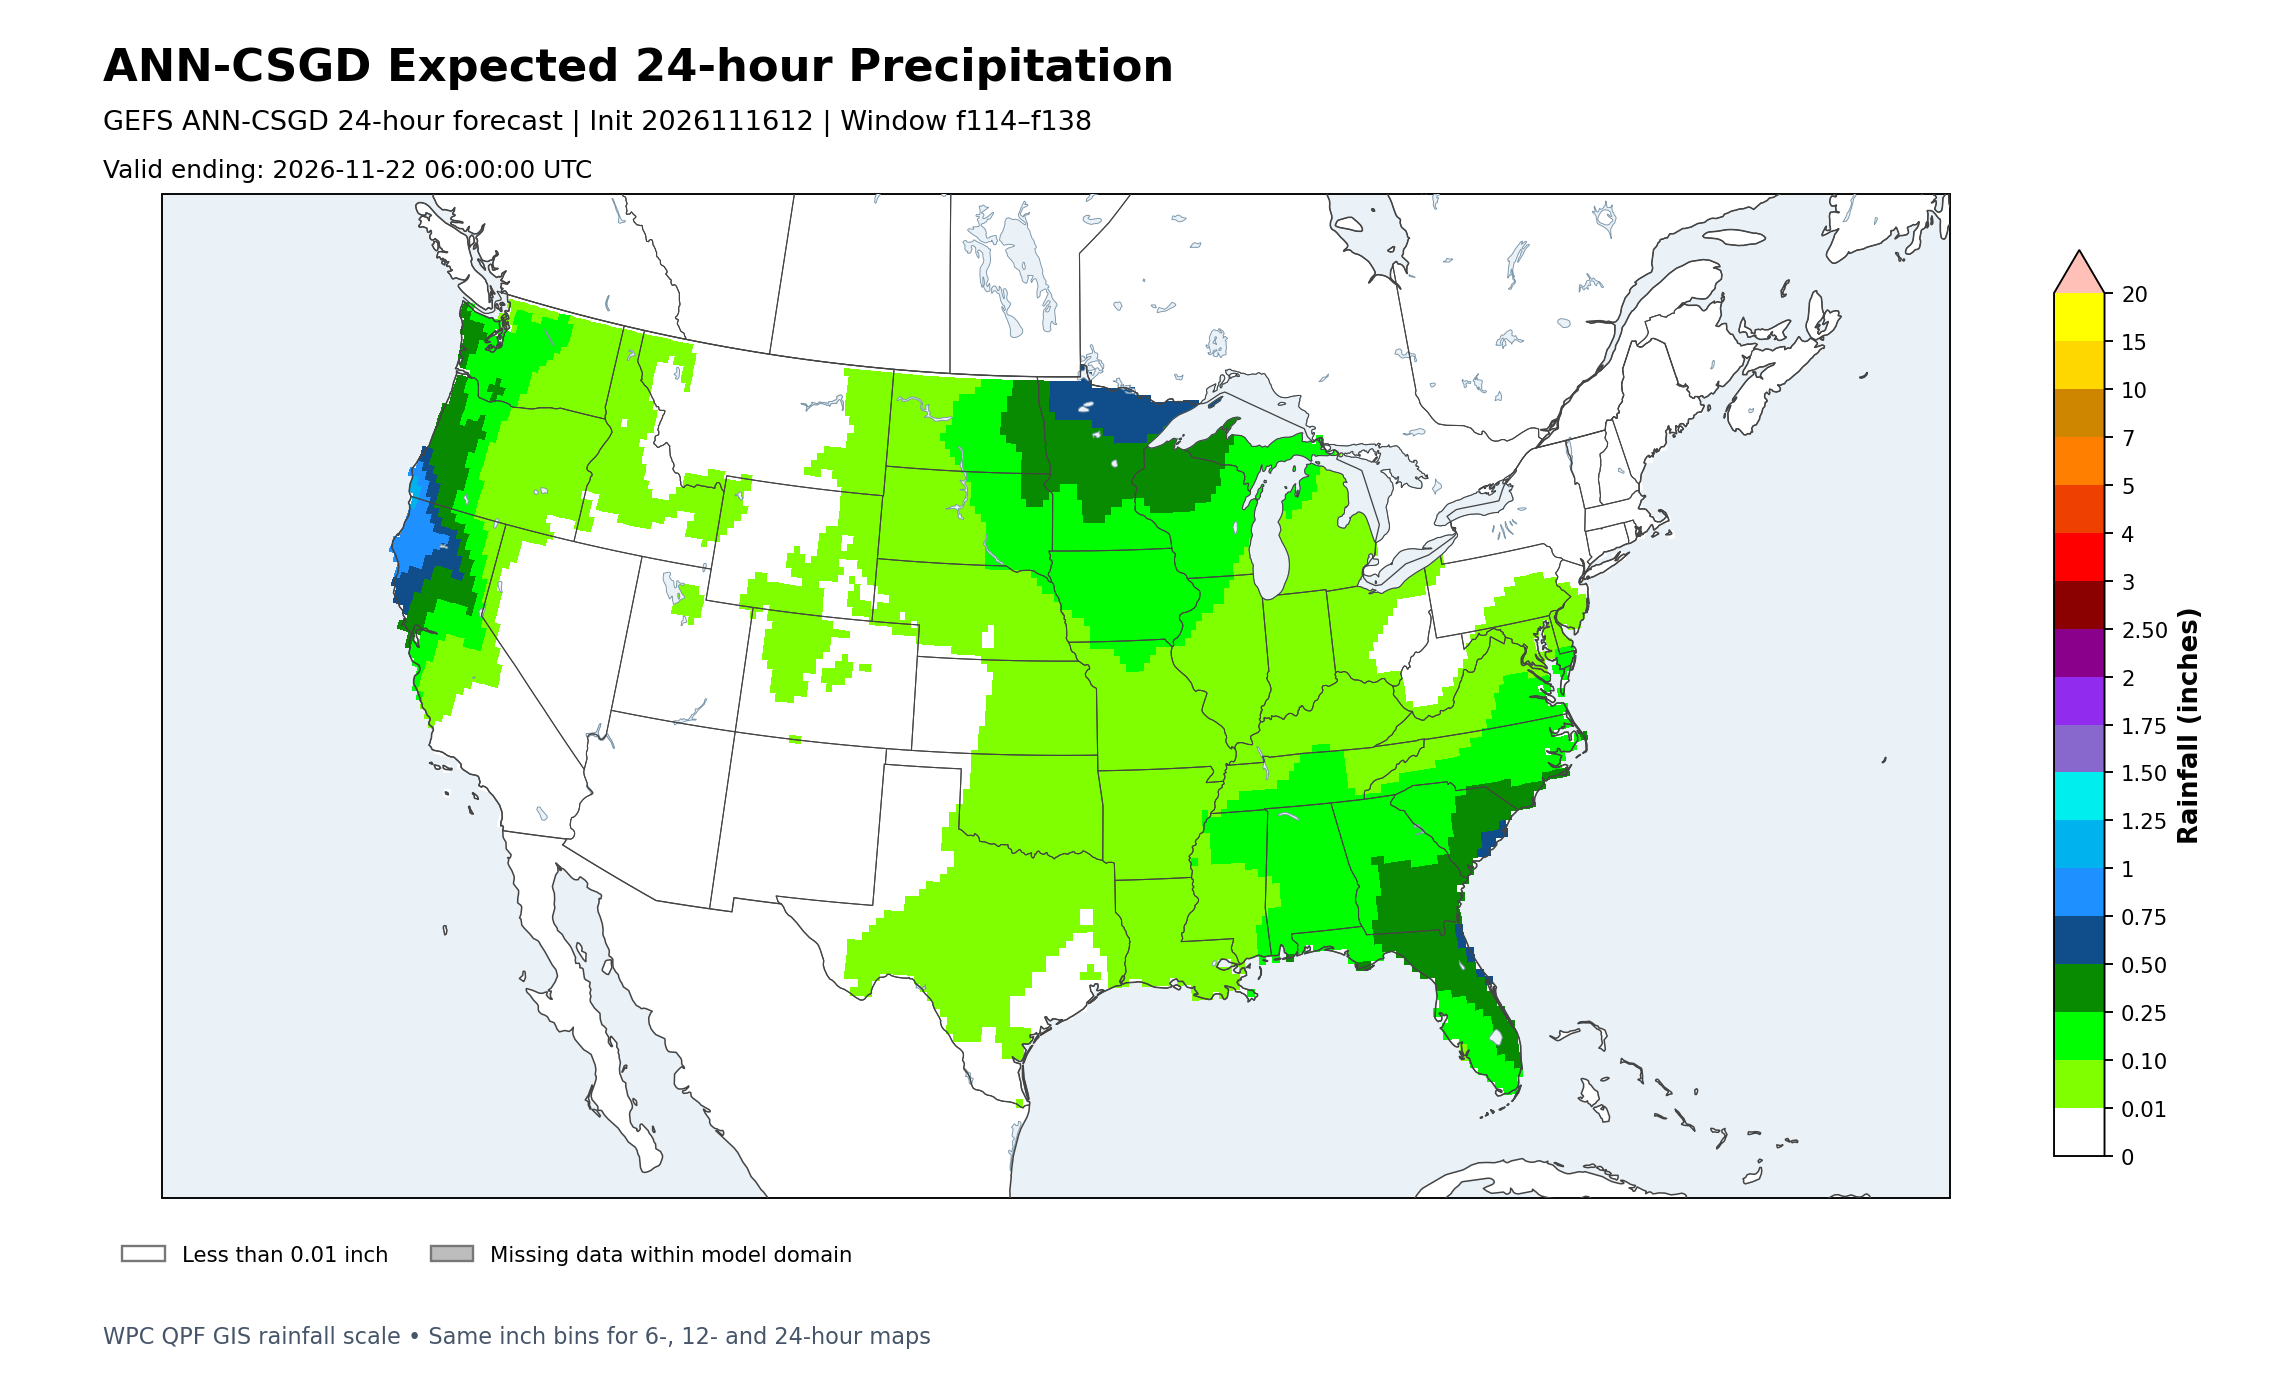 ANN-CSGD Expected 24-hour Precipitation
GEFS ANN-CSGD 24-hour forecast | Init 2026111612 | Window f114–f138
Valid ending: 2026-11-22 06:00:00 UTC
20
15
10
7
5
4
3
2.50
2
1.75
1.50
1.25
1
0.75
0.50
0.25
0.10
0.01
0
Rainfall (inches)
Less than 0.01 inch
Missing data within model domain
WPC QPF GIS rainfall scale • Same inch bins for 6-, 12- and 24-hour maps